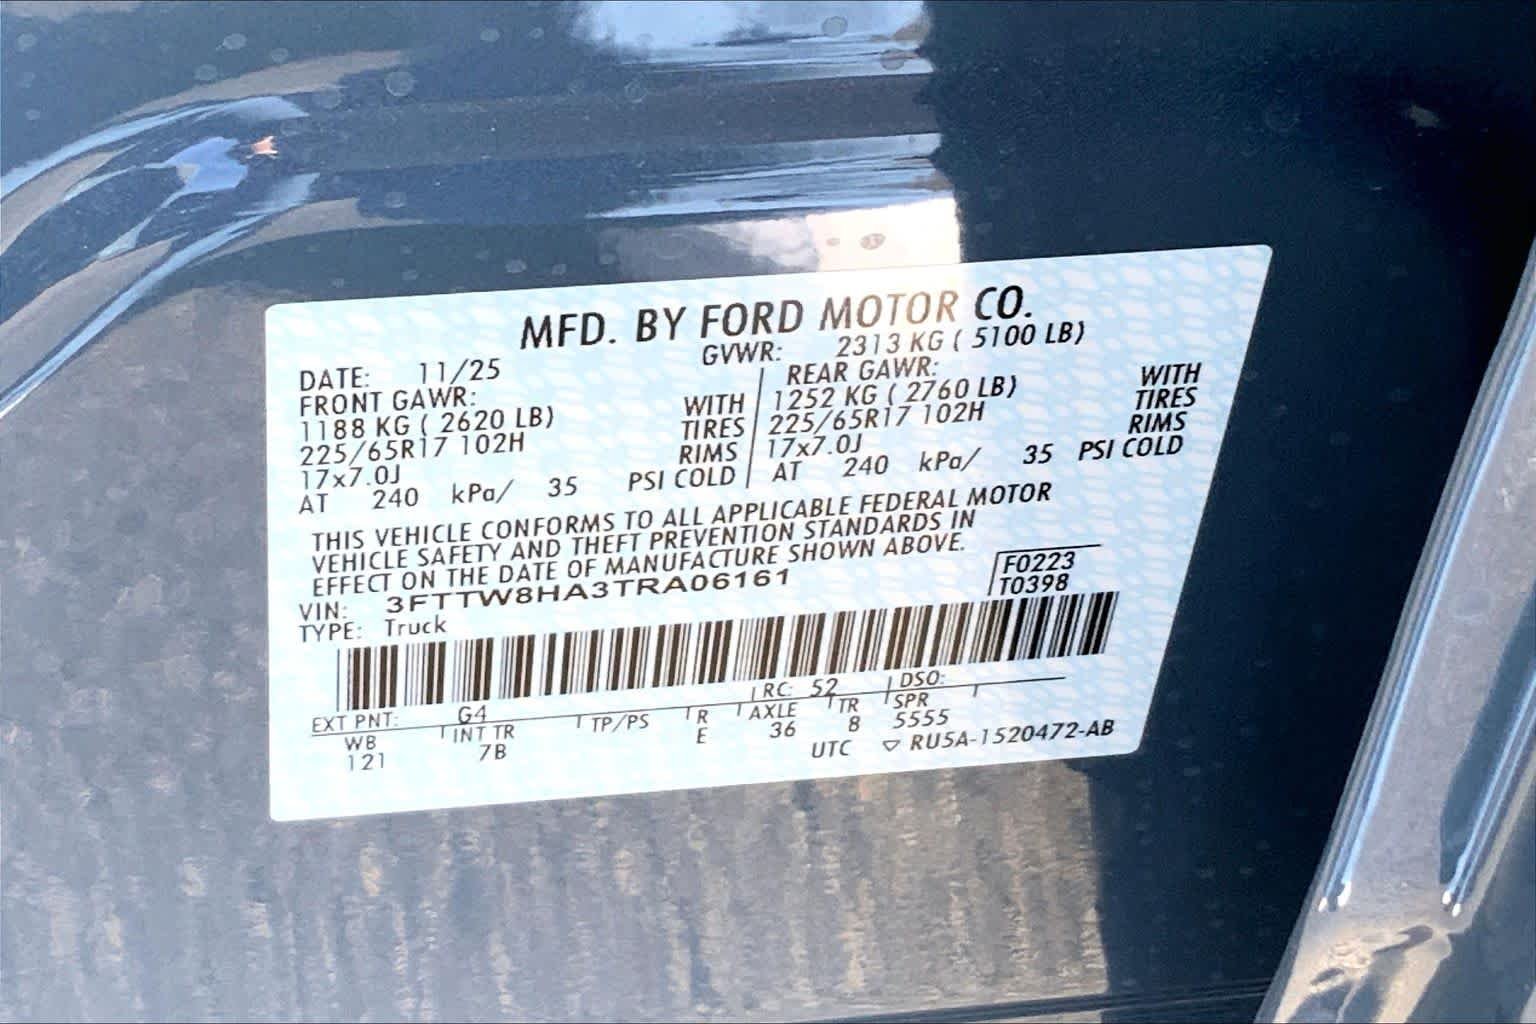 MFD. BY FORD MOTOR CO.
DATE: 11/25 GVWR: 2313 KG ( 5100 LB)
FRONT GAWR: REAR GAWR:
1188 KG ( 2620 LB) WITH 1252 KG ( 2760 LB) WITH
225/65R17 102H TIRES 225/65R17 102H TIRES
17x7.0J RIMS 17x7.0J RIMS
AT 240 kPa/ 35 PSI COLD AT 240 kPa/ 35 PSI COLD
THIS VEHICLE CONFORMS TO ALL APPLICABLE FEDERAL MOTOR
VEHICLE SAFETY AND THEFT PREVENTION STANDARDS IN
EFFECT ON THE DATE OF MANUFACTURE SHOWN ABOVE.
VIN: 3FTTW8HA3TRA06161 F0223
TYPE: Truck T0398
EXT PNT: G4 RC: 52 DSO:
WB INT TR TP/PS R AXLE TR SPR
121 7B E 36 8 5555
UTC ▽ RU5A-1520472-AB